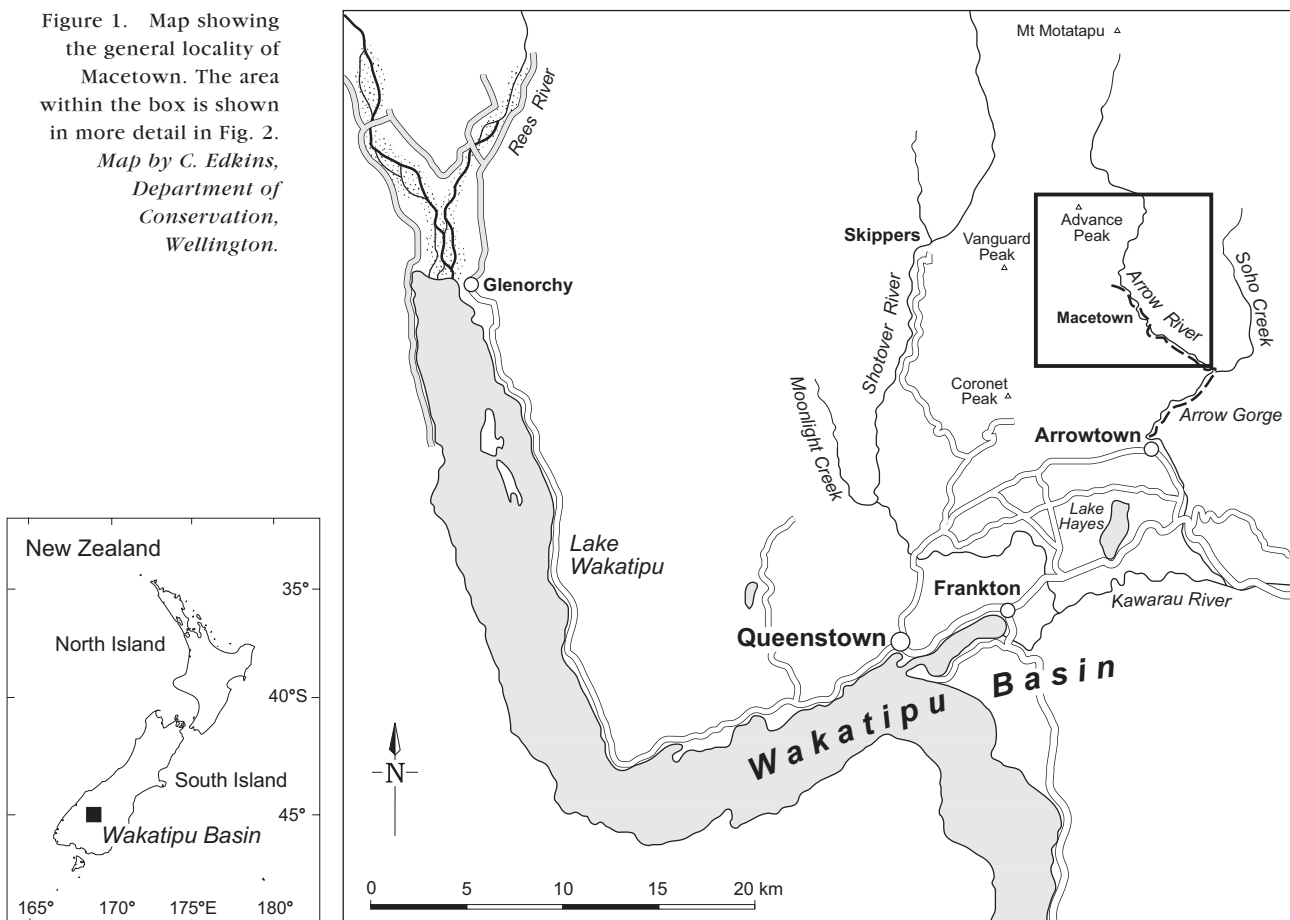 Figure 1. Map showing
the general locality of
Macetown. The area
within the box is shown
in more detail in Fig. 2.
Map by C. Edkins,
Department of
Conservation,
Wellington.
Mt Motatapu
Rees River
Advance
Peak
Skippers
Vanguard
Peak
Soho Creek
Glenorchy
Arrow River
Macetown
Shotover River
Moonlight Creek
Coronet
Peak
Arrow Gorge
Arrowtown
Lake
Hayes
Lake
Wakatipu
Frankton
Kawarau River
Queenstown
Wakatipu Basin
N
0 5 10 15 20 km
New Zealand
35°
North Island
40°S
South Island
45°
Wakatipu Basin
165° 170° 175°E 180°